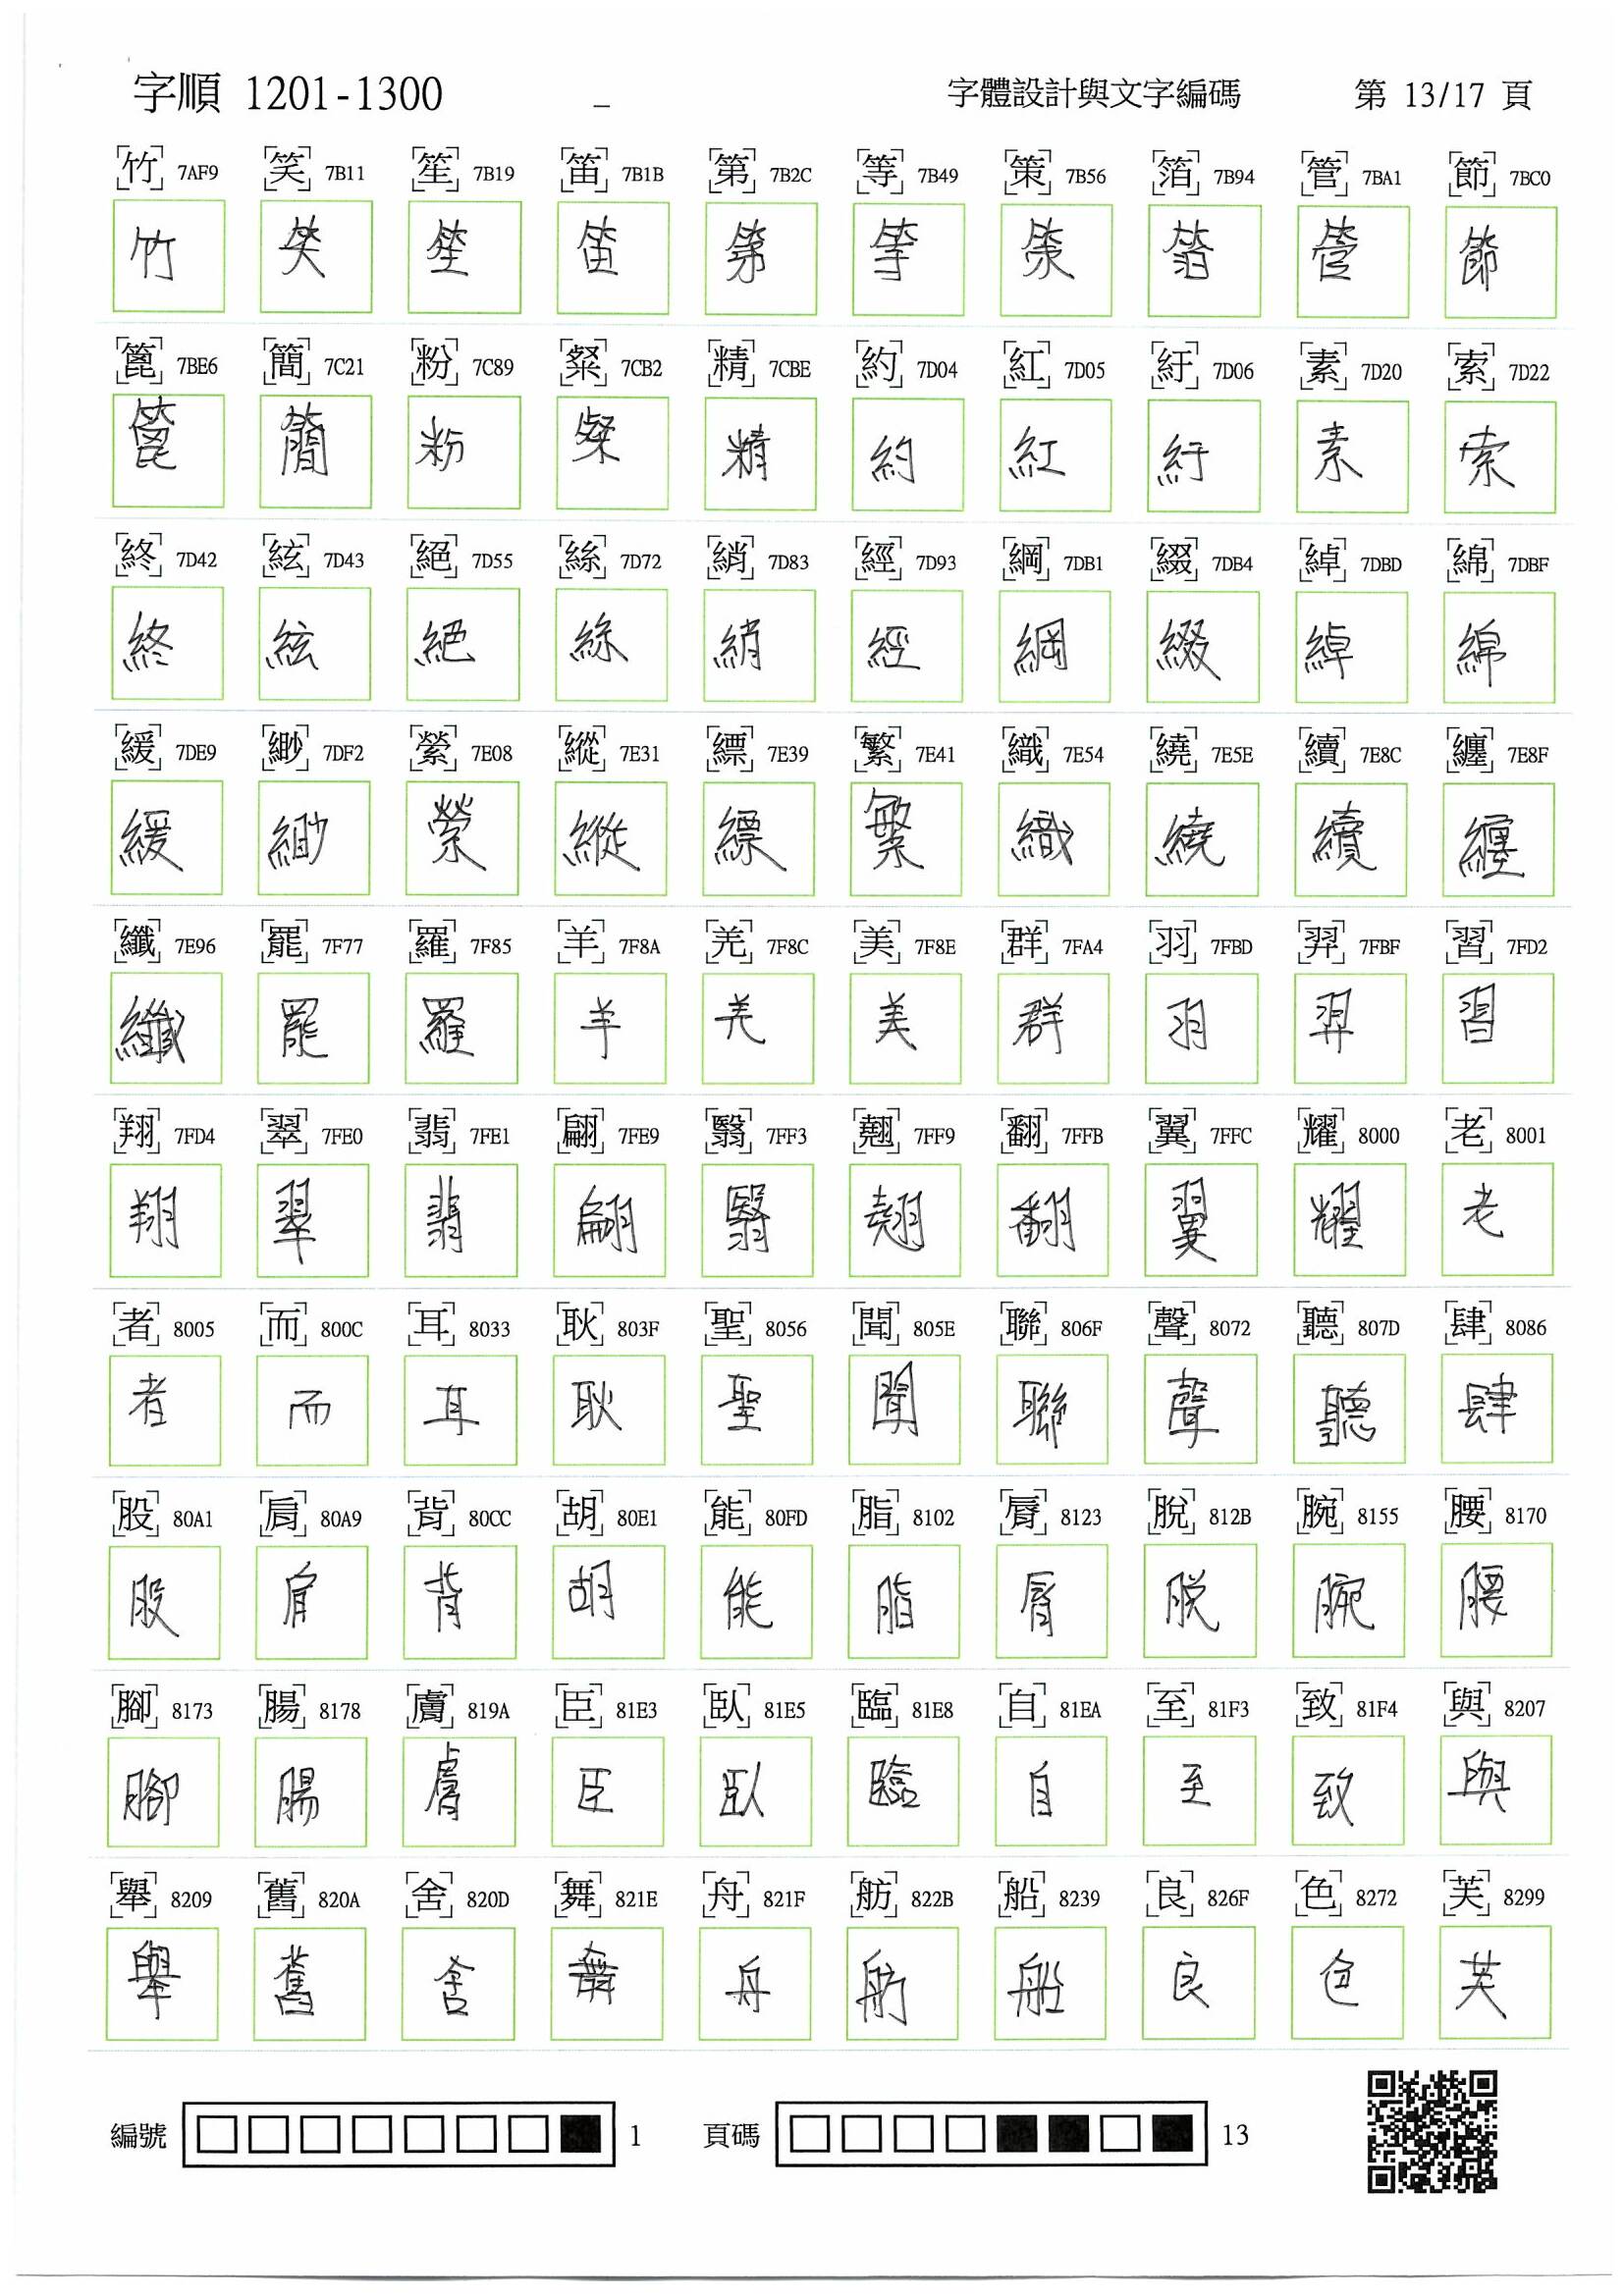 字順 1201-1300 _ 字體設計與文字編碼 第 13/17 頁
竹 7AF9 笑 7B11 笙 7B19 笛 7B1B 第 7B2C 等 7B49 策 7B56 箔 7B94 管 7BA1 節 7BC0
竹 笑 笙 笛 第 等 策 箔 管 節
篦 7BE6 簡 7C21 粉 7C89 粲 7CB2 精 7CBE 約 7D04 紅 7D05 紆 7D06 素 7D20 索 7D22
篦 簡 粉 粲 精 約 紅 紆 素 索
終 7D42 絃 7D43 絕 7D55 絲 7D72 綃 7D83 經 7D93 綱 7DB1 綴 7DB4 綽 7DBD 綿 7DBF
終 絃 絕 絲 綃 經 綱 綴 綽 綿
緩 7DE9 緲 7DF2 縈 7E08 縱 7E31 縹 7E39 繁 7E41 織 7E54 繞 7E5E 續 7E8C 纏 7E8F
緩 緲 縈 縱 縹 繁 織 繞 續 纏
纖 7E96 罷 7F77 羅 7F85 羊 7F8A 羌 7F8C 美 7F8E 群 7FA4 羽 7FBD 羿 7FBF 習 7FD2
纖 罷 羅 羊 羌 美 群 羽 羿 習
翔 7FD4 翠 7FE0 翡 7FE1 翩 7FE9 翳 7FF3 翹 7FF9 翻 7FFB 翼 7FFC 耀 8000 老 8001
翔 翠 翡 翩 翳 翹 翻 翼 耀 老
者 8005 而 800C 耳 8033 耿 803F 聖 8056 聞 805E 聯 806F 聲 8072 聽 807D 肆 8086
者 而 耳 耿 聖 聞 聯 聲 聽 肆
股 80A1 肩 80A9 背 80CC 胡 80E1 能 80FD 脂 8102 脣 8123 脫 812B 腕 8155 腰 8170
股 肩 背 胡 能 脂 脣 脫 腕 腰
腳 8173 腸 8178 膚 819A 臣 81E3 臥 81E5 臨 81E8 自 81EA 至 81F3 致 81F4 與 8207
腳 腸 膚 臣 臥 臨 自 至 致 與
舉 8209 舊 820A 舍 820D 舞 821E 舟 821F 舫 822B 船 8239 良 826F 色 8272 芙 8299
舉 舊 舍 舞 舟 舫 船 良 色 芙
編號 1 頁碼 13